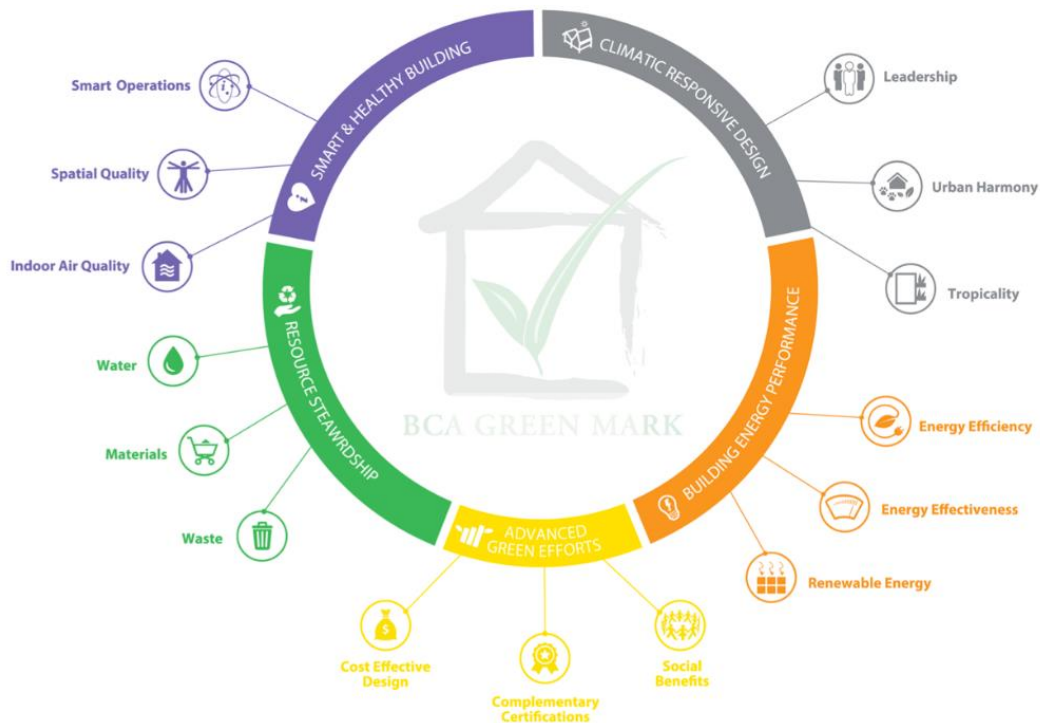 SMART & HEALTHY BUILDING
CLIMATIC RESPONSIVE DESIGN
Smart Operations
Leadership
Spatial Quality
Urban Harmony
Indoor Air Quality
Tropicality
RESOURCE STEAWRDSHIP
BUILDING ENERGY PERFORMANCE
Water
BCA GREEN MARK
Energy Efficiency
Materials
Energy Effectiveness
Waste
ADVANCED
GREEN EFFORTS
Renewable Energy
$
Cost Effective
Design
Complementary
Certifications
Social
Benefits